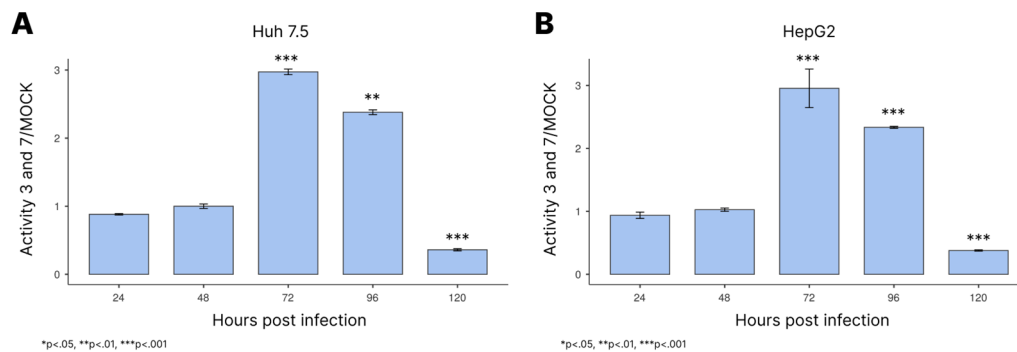 A
Huh 7.5
Activity 3 and 7/MOCK
3
2
1
0
***
**
***
24 48 72 96 120
Hours post infection
*p<.05, **p<.01, ***p<.001
B
HepG2
Activity 3 and 7/MOCK
3
2
1
0
***
***
***
24 48 72 96 120
Hours post infection
*p<.05, **p<.01, ***p<.001